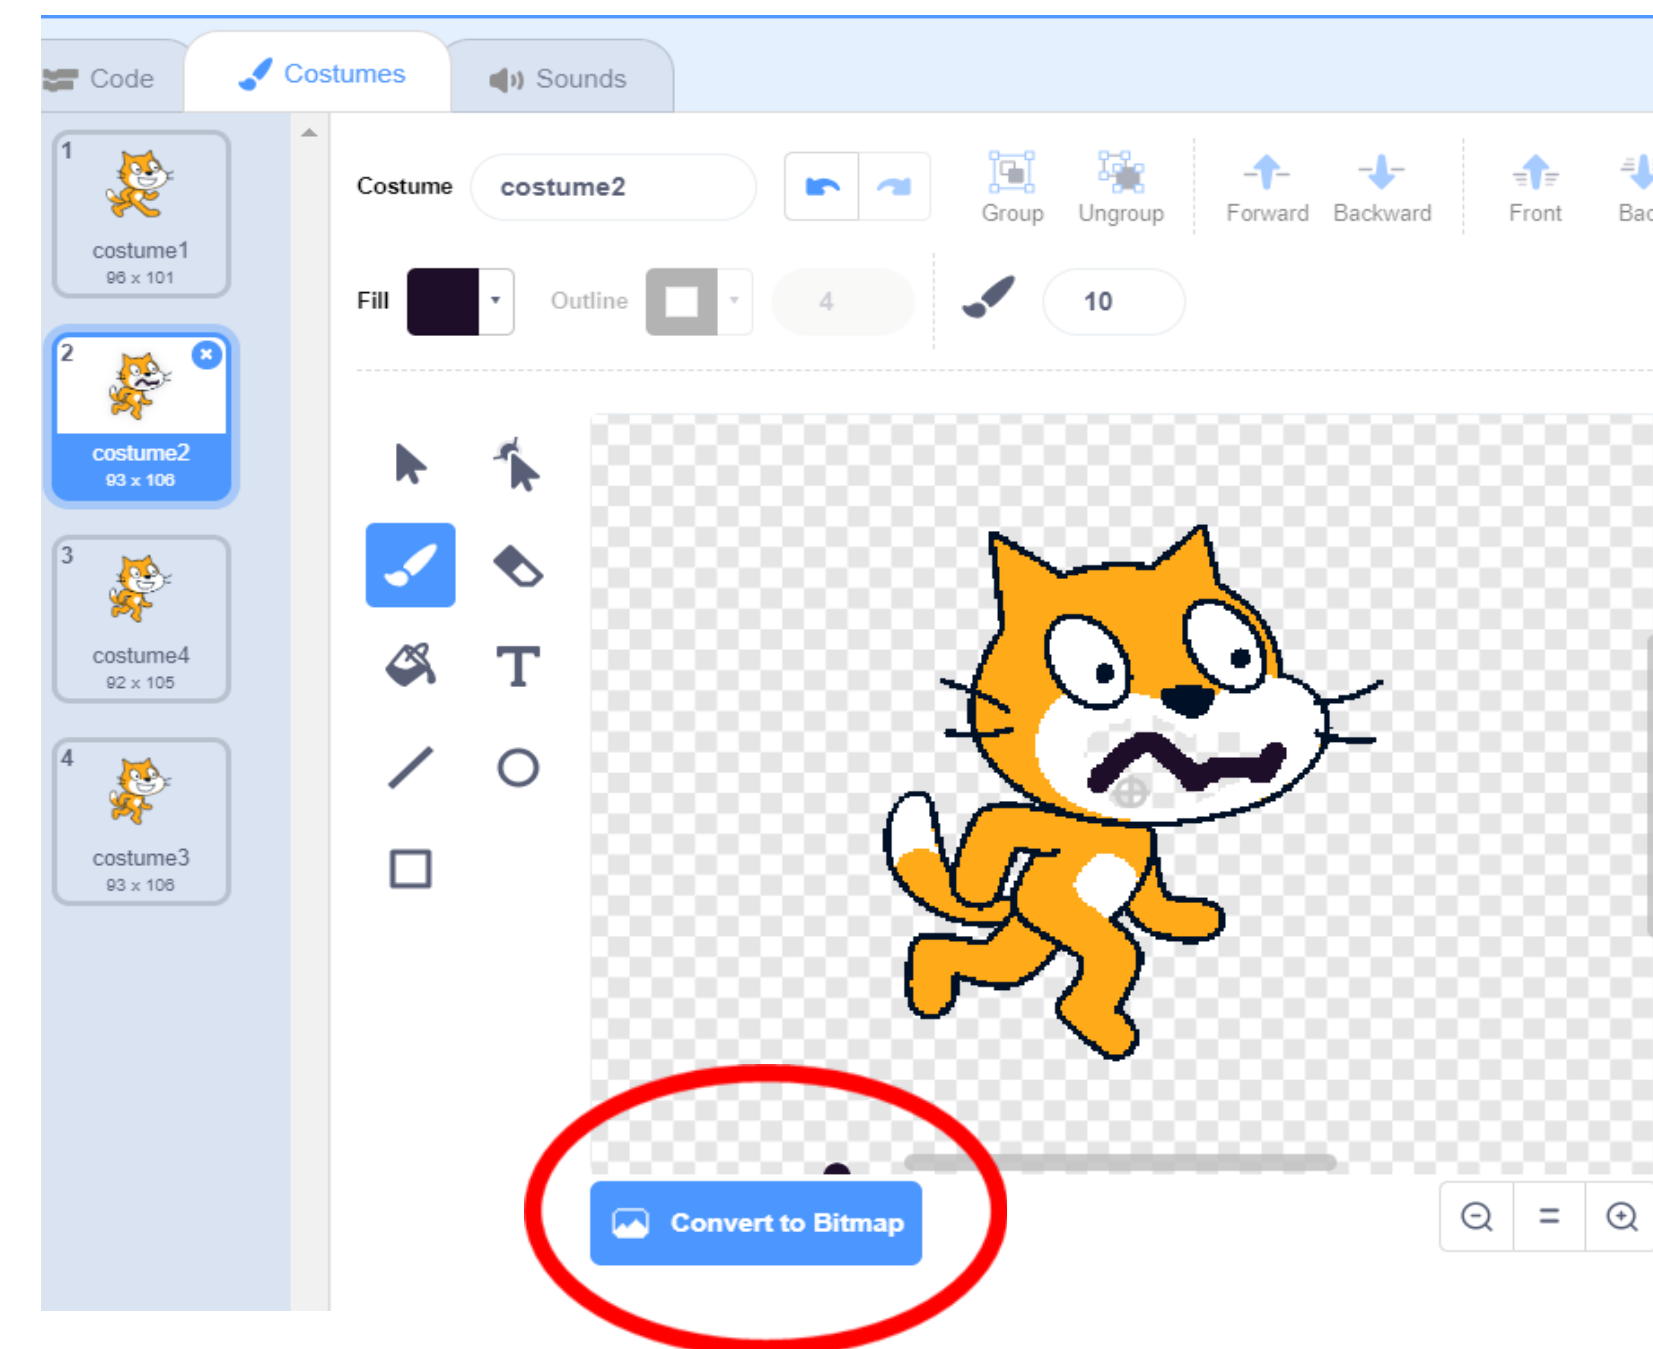 Code
Costumes
Sounds
1
costume1
96 x 101
2
costume2
93 x 106
3
costume4
92 x 105
4
costume3
93 x 106
Costume
costume2
Group
Ungroup
Forward
Backward
Front
Bac
Fill
Outline
4
10
T
Convert to Bitmap
=